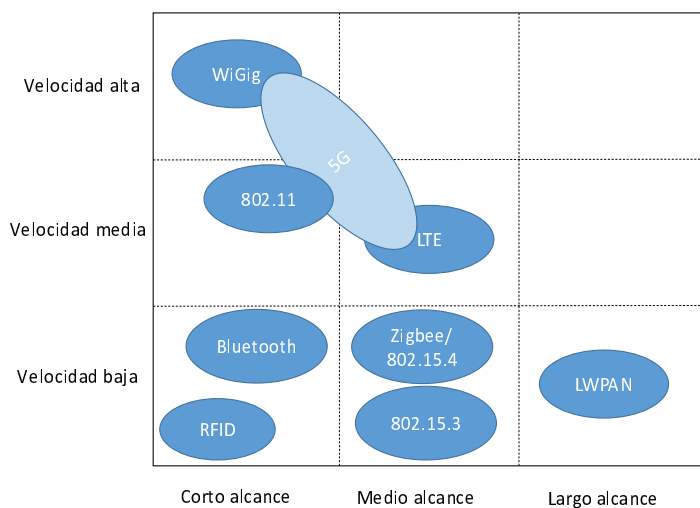 WiGig
Velocidad alta
5G
802.11
Velocidad media
LTE
Zigbee/
802.15.4
Bluetooth
Velocidad baja
LWPAN
RFID
802.15.3
Corto alcance
Medio alcance
Largo alcance